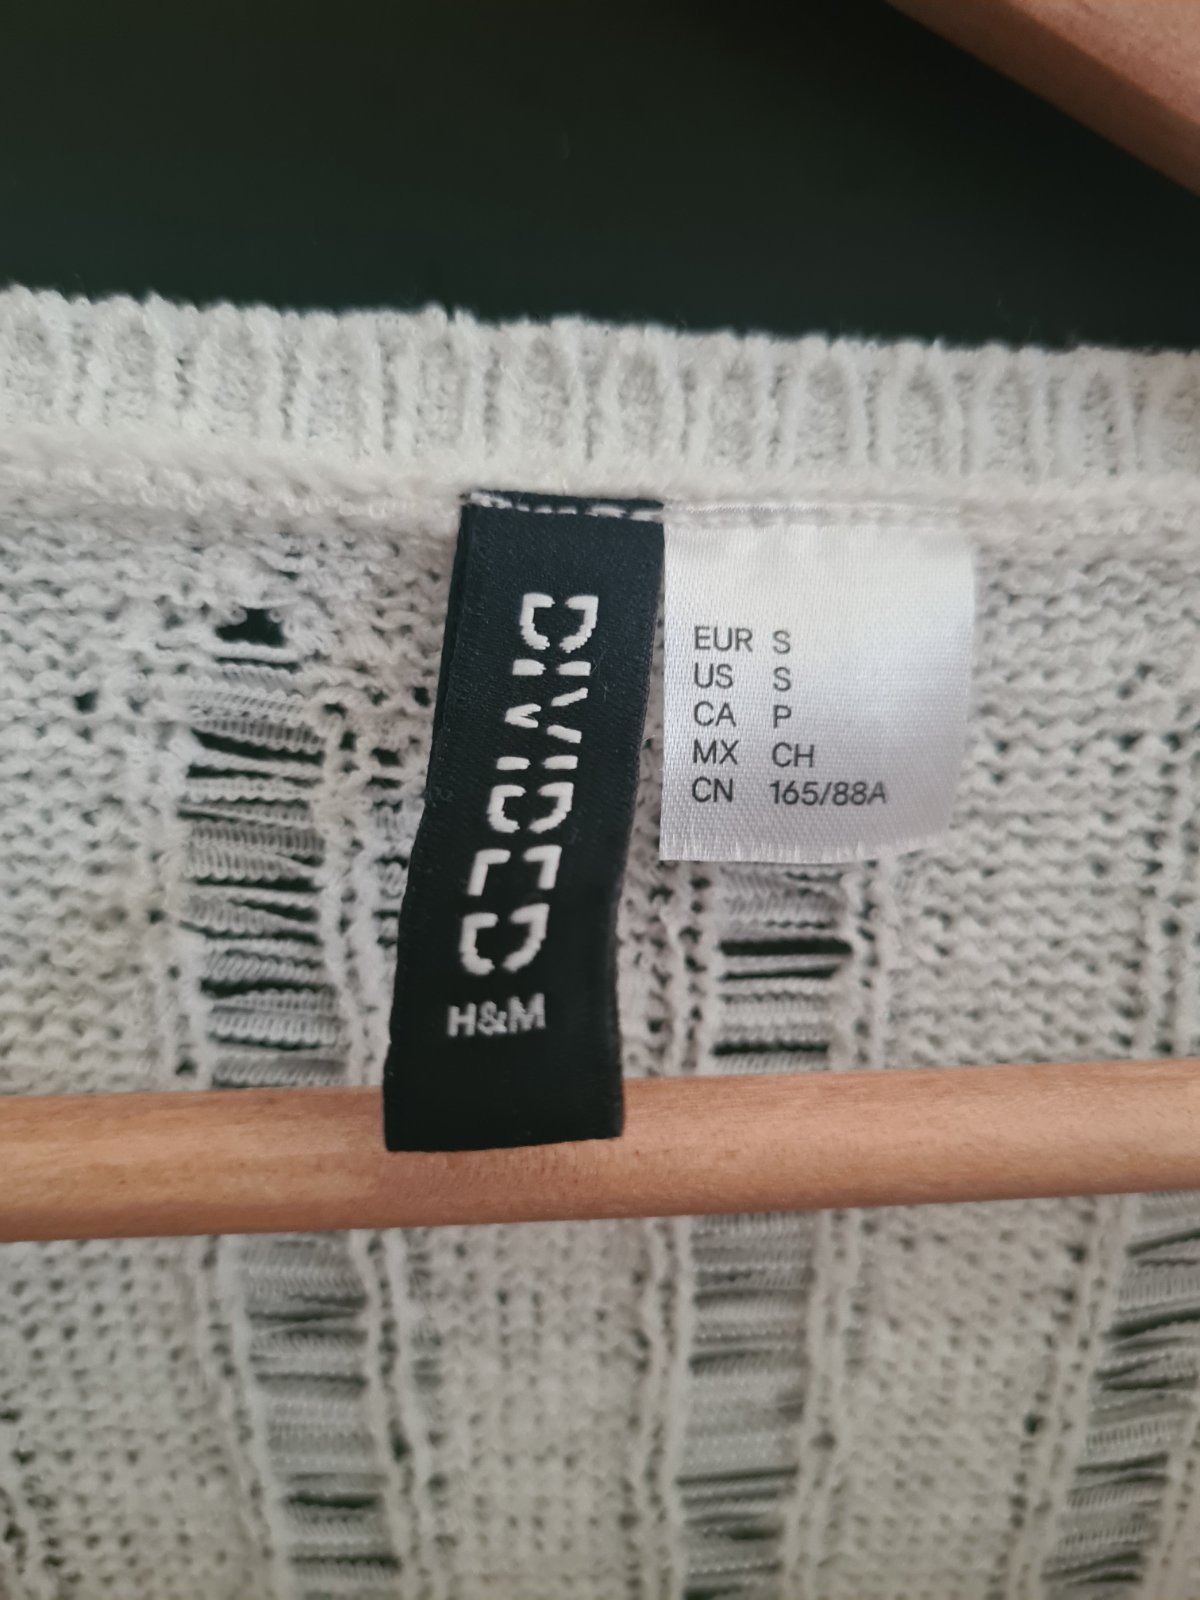 DIVIDED
H&M
EUR S
US S
CA P
MX CH
CN 165/88A